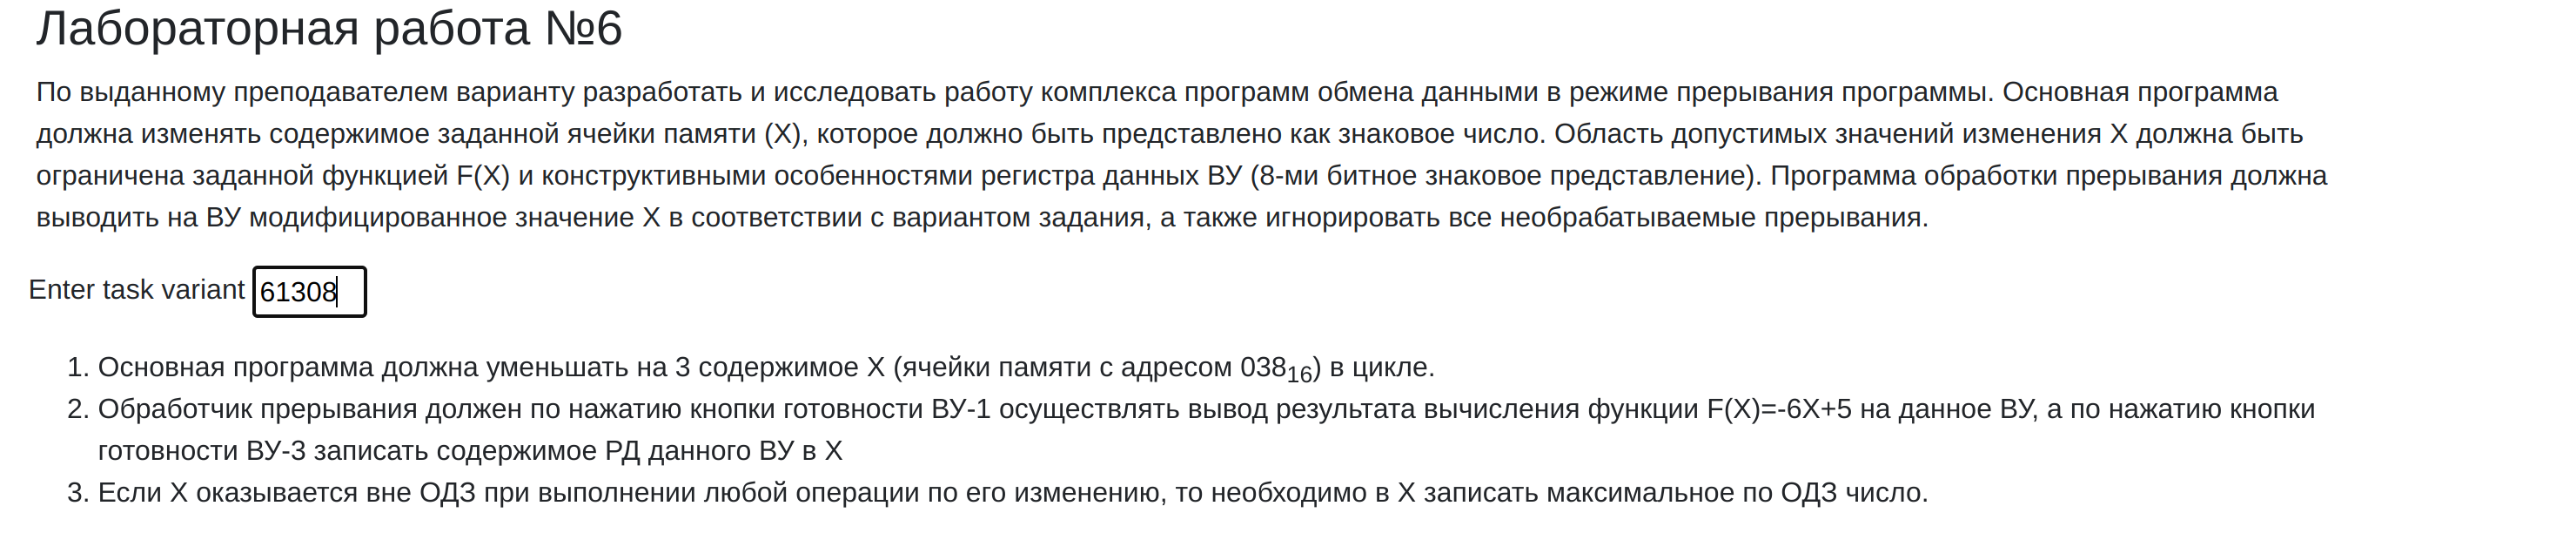 Лабораторная работа №6
По выданному преподавателем варианту разработать и исследовать работу комплекса программ обмена данными в режиме прерывания программы. Основная программа
должна изменять содержимое заданной ячейки памяти (Х), которое должно быть представлено как знаковое число. Область допустимых значений изменения Х должна быть
ограничена заданной функцией F(X) и конструктивными особенностями регистра данных ВУ (8-ми битное знаковое представление). Программа обработки прерывания должна
выводить на ВУ модифицированное значение Х в соответствии с вариантом задания, а также игнорировать все необрабатываемые прерывания.
Enter task variant 61308
1. Основная программа должна уменьшать на 3 содержимое X (ячейки памяти с адресом 038₁₆) в цикле.
2. Обработчик прерывания должен по нажатию кнопки готовности ВУ-1 осуществлять вывод результата вычисления функции F(X)=-6X+5 на данное ВУ, a по нажатию кнопки
готовности ВУ-3 записать содержимое РД данного ВУ в Х
3. Если Х оказывается вне ОДЗ при выполнении любой операции по его изменению, то необходимо в Х записать максимальное по ОДЗ число.